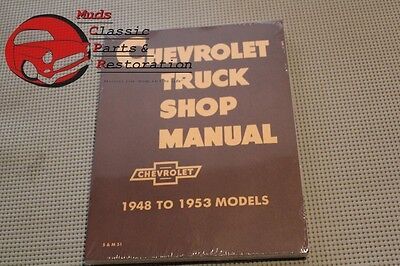 Muds
Classic
Parts &
Restoration
CHEVROLET
TRUCK
SHOP
MANUAL
CHEVROLET
1948 TO 1953 MODELS